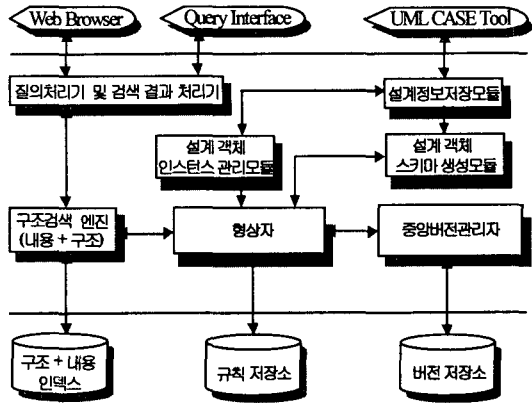 Web Browser
Query Interface
UML CASE Tool
질의처리기 및 검색 결과 처리기
설계정보저장모듈
설계 객체
인스턴스 관리모듈
설계 객체
스키마 생성모듈
구조검색 엔진
(내용 + 구조)
형상자
중앙버전관리자
구조 + 내용
인덱스
규칙 저장소
버전 저장소